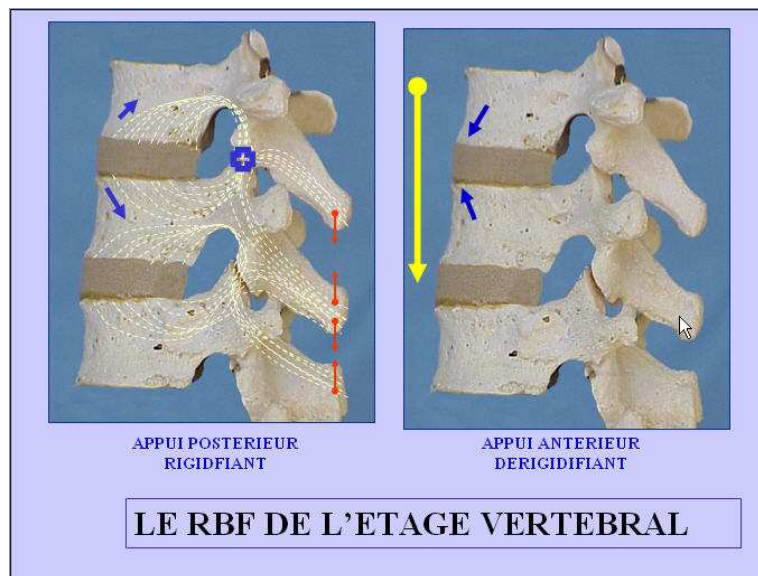 APPUI POSTERIEUR
RIGIDFIANT
APPUI ANTERIEUR
DERIGIDIFIANT
LE RBF DE L'ETAGE VERTEBRAL